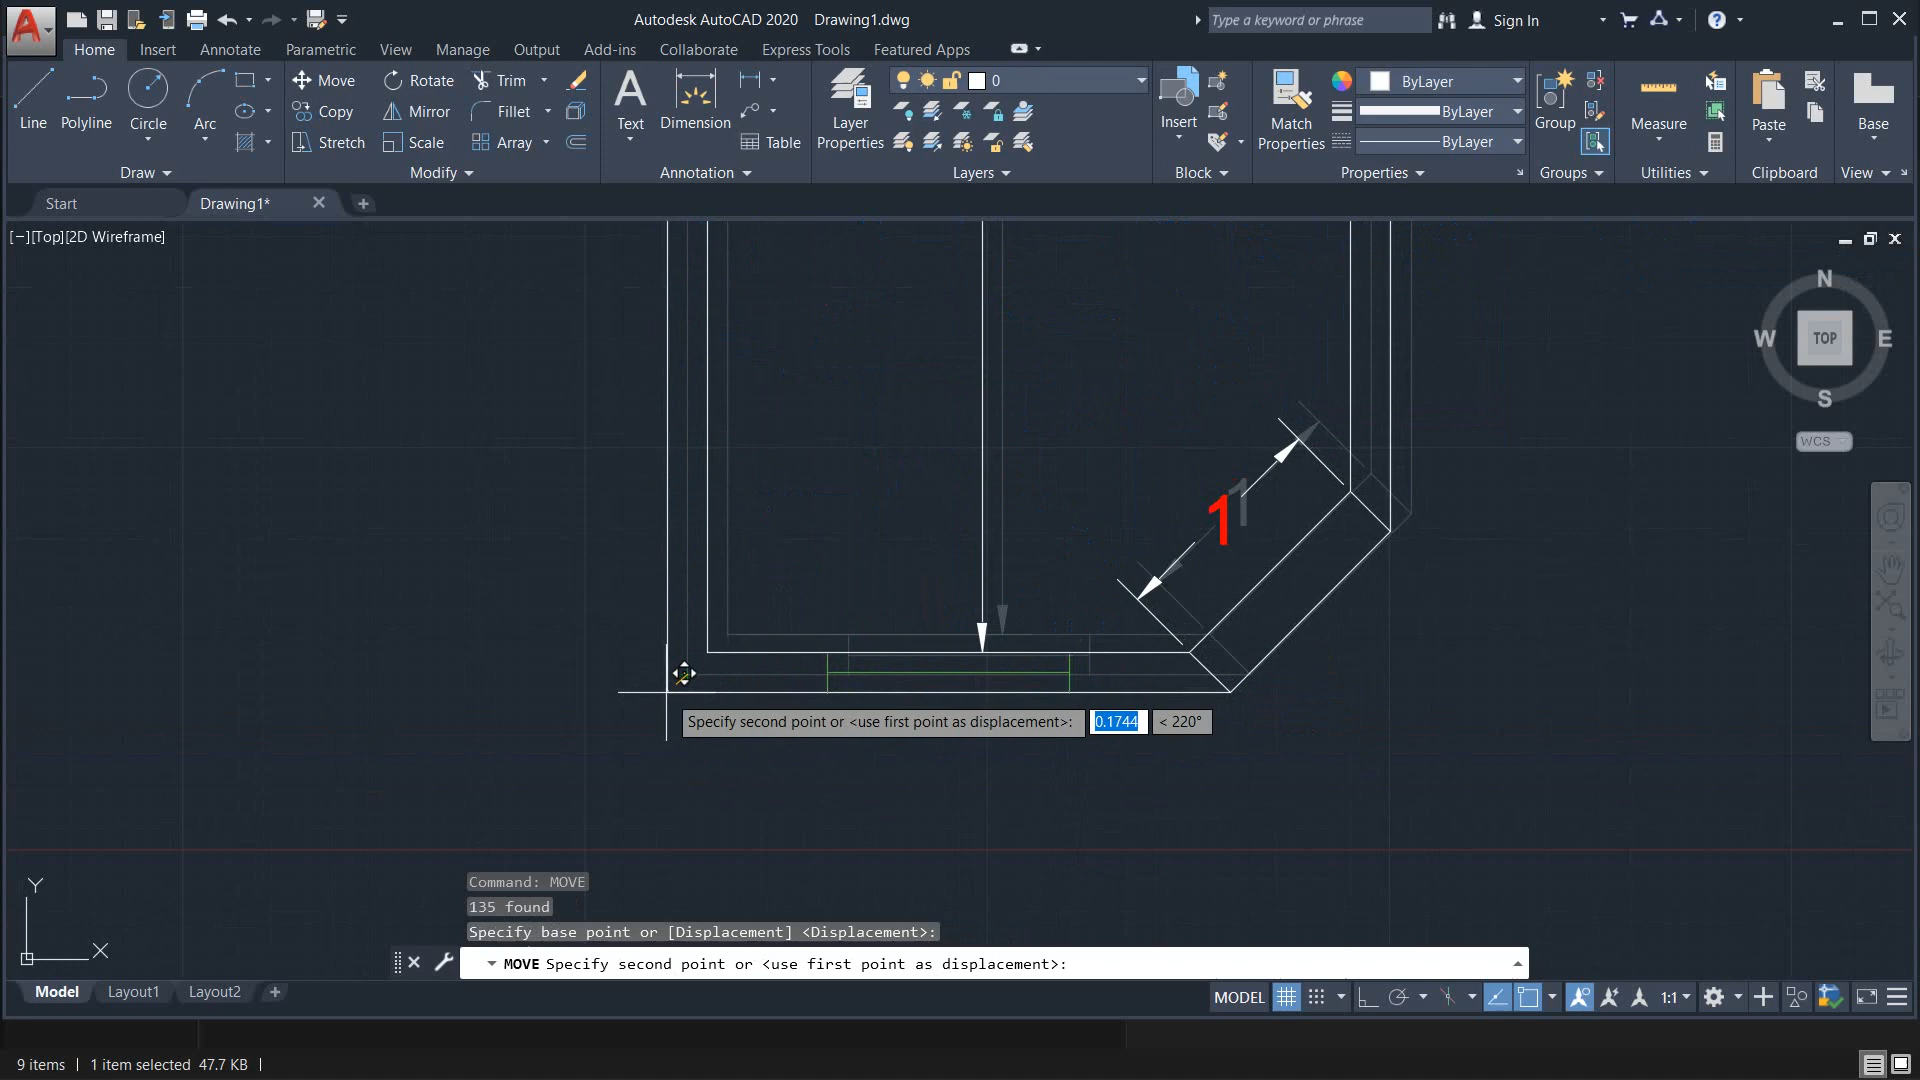 Autodesk AutoCAD 2020 Drawing1.dwg
Type a keyword or phrase
Sign In
Home Insert Annotate Parametric View Manage Output Add-ins Collaborate Express Tools Featured Apps
Line Polyline Circle Arc
Move Rotate Trim
Copy Mirror Fillet
Stretch Scale Array
Text Dimension Table
Layer Properties
0
Insert
Match Properties
ByLayer
ByLayer
ByLayer
Group Measure Paste Base
Draw Modify Annotation Layers Block Properties Groups Utilities Clipboard View
Start Drawing1*
[−][Top][2D Wireframe]
N
W TOP E
S
WCS
1
1
Specify second point or <use first point as displacement>: 0.1744 < 220°
Y
X
Command: MOVE
135 found
Specify base point or [Displacement] <Displacement>:
MOVE Specify second point or <use first point as displacement>:
Model Layout1 Layout2
MODEL 1:1
9 items 1 item selected 47.7 KB